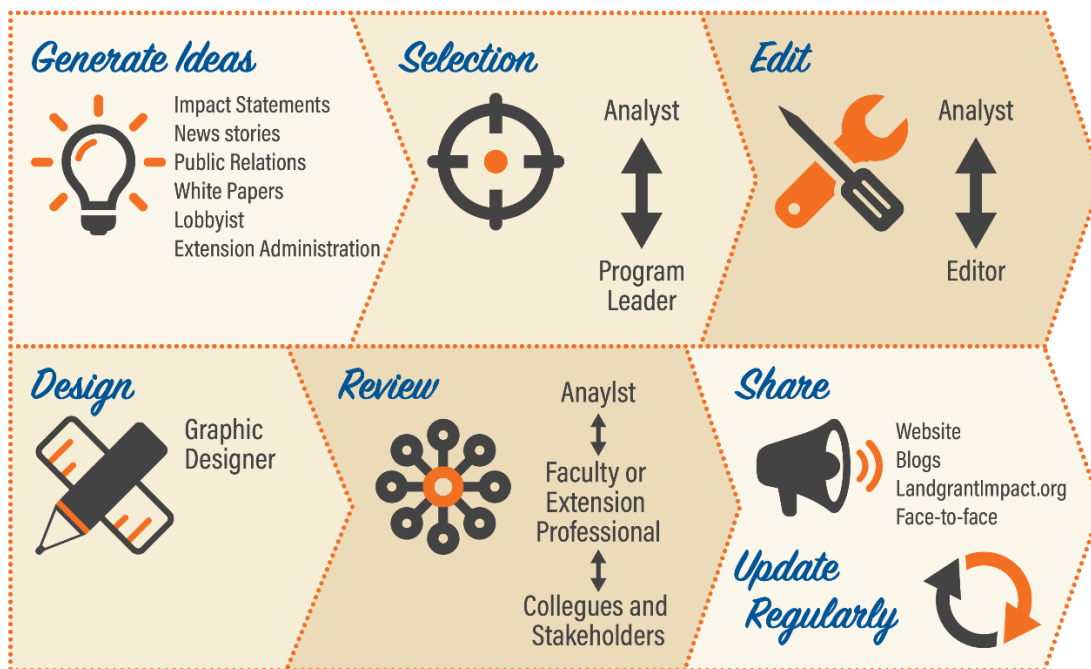 Generate Ideas
Impact Statements
News stories
Public Relations
White Papers
Lobbyist
Extension Administration
Selection
Analyst
Program
Leader
Edit
Analyst
Editor
Design
Graphic
Designer
Review
Anaylst
Faculty or
Extension
Professional
Collegues and
Stakeholders
Share
Website
Blogs
LandgrantImpact.org
Face-to-face
Update
Regularly